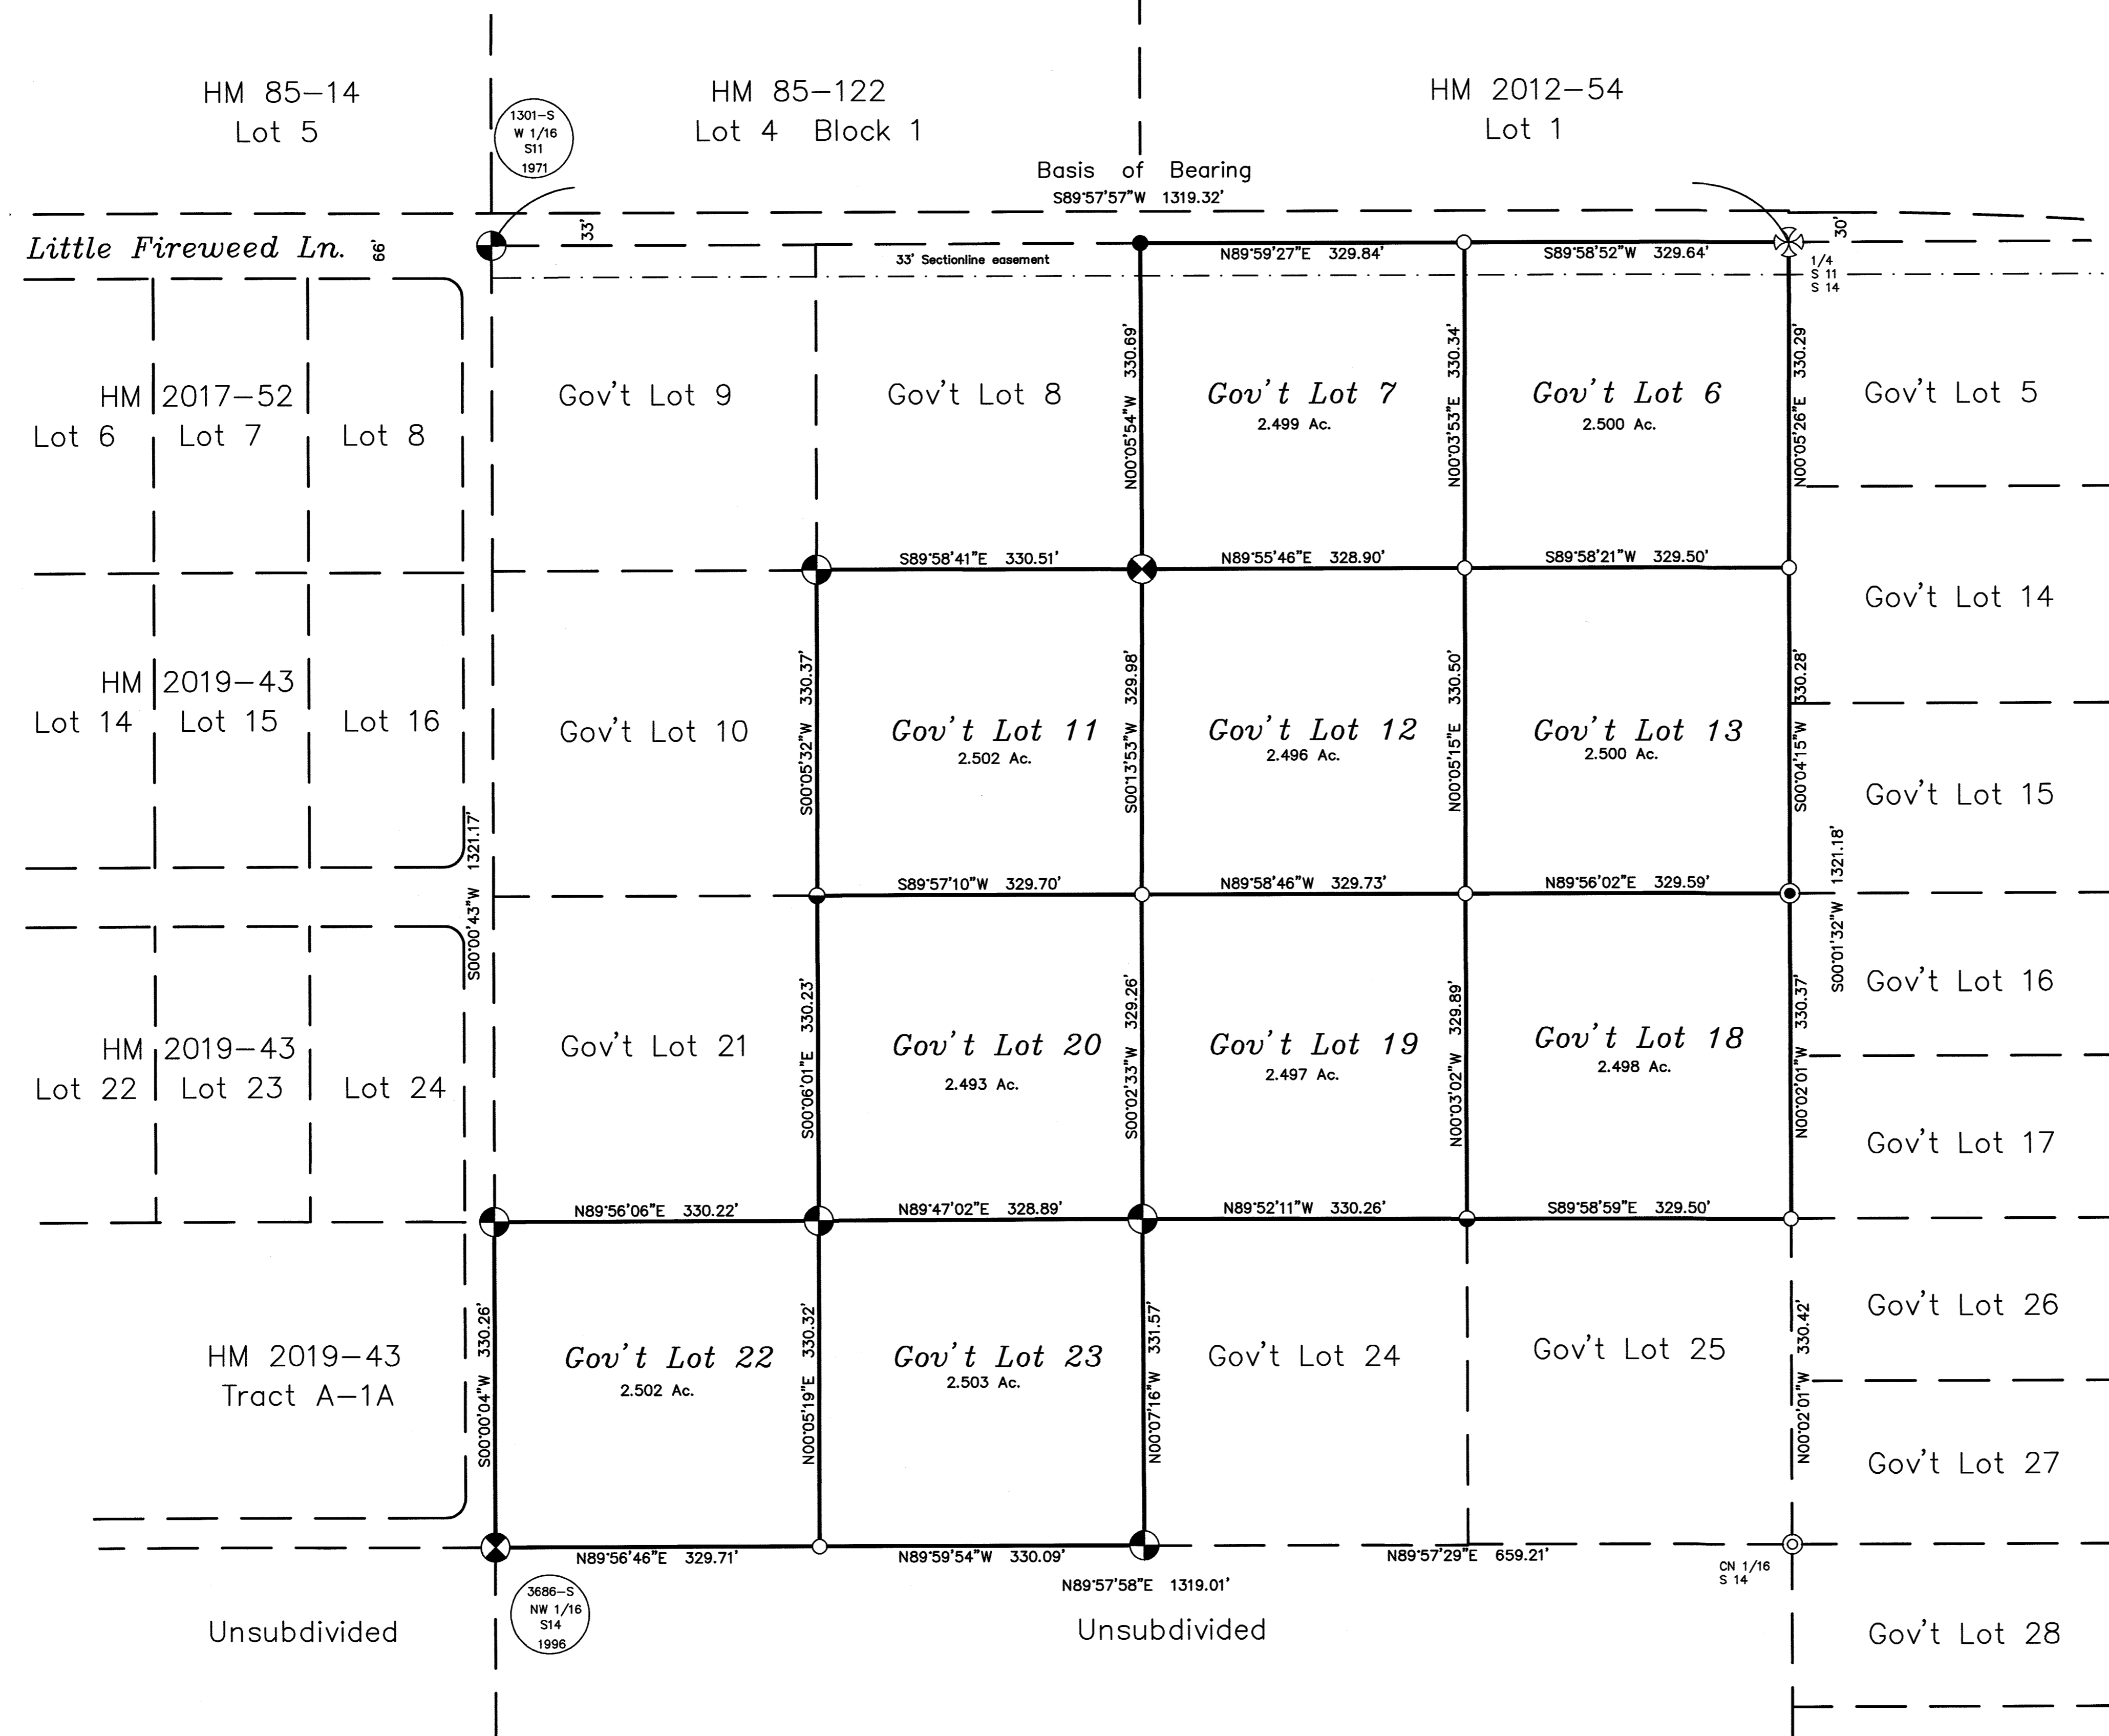 HM 85-14
Lot 5
HM 85-122
Lot 4 Block 1
HM 2012-54
Lot 1
1301-S
W 1/16
S11
1971
Basis of Bearing
S89°57'57"W 1319.32'
Little Fireweed Ln.
66'
33'
30'
33' Sectionline easement
N89°59'27"E 329.84'
S89°58'52"W 329.64'
1/4
S 11
S 14
HM 2017-52
Lot 6
Lot 7
Lot 8
Gov't Lot 9
Gov't Lot 8
N00°05'54"W 330.69'
Gov't Lot 7
2.499 Ac.
N00°03'53"E 330.34'
Gov't Lot 6
2.500 Ac.
N00°05'26"E 330.29'
Gov't Lot 5
S89°58'41"E 330.51'
N89°55'46"E 328.90'
S89°58'21"W 329.50'
Gov't Lot 14
HM 2019-43
Lot 14
Lot 15
Lot 16
S00°00'43"W 1321.17'
Gov't Lot 10
S00°05'32"W 330.37'
Gov't Lot 11
2.502 Ac.
S00°13'53"W 329.98'
Gov't Lot 12
2.496 Ac.
N00°05'15"E 330.50'
Gov't Lot 13
2.500 Ac.
S00°04'15"W 330.28'
Gov't Lot 15
S00°01'32"W 1321.18'
S89°57'10"W 329.70'
N89°58'46"W 329.73'
N89°56'02"E 329.59'
Gov't Lot 16
HM 2019-43
Lot 22
Lot 23
Lot 24
Gov't Lot 21
S00°06'01"E 330.23'
Gov't Lot 20
2.493 Ac.
S00°02'33"W 329.26'
Gov't Lot 19
2.497 Ac.
N00°03'02"W 329.89'
Gov't Lot 18
2.498 Ac.
N00°02'01"W 330.37'
Gov't Lot 17
N89°56'06"E 330.22'
N89°47'02"E 328.89'
N89°52'11"W 330.26'
S89°58'59"E 329.50'
Gov't Lot 26
HM 2019-43
Tract A-1A
S00°00'04"W 330.26'
Gov't Lot 22
2.502 Ac.
N00°05'19"E 330.32'
Gov't Lot 23
2.503 Ac.
N00°07'16"W 331.57'
Gov't Lot 24
Gov't Lot 25
N00°02'01"W 330.42'
Gov't Lot 27
N89°56'46"E 329.71'
N89°59'54"W 330.09'
N89°57'29"E 659.21'
CN 1/16
S 14
N89°57'58"E 1319.01'
3686-S
NW 1/16
S14
1996
Unsubdivided
Unsubdivided
Gov't Lot 28